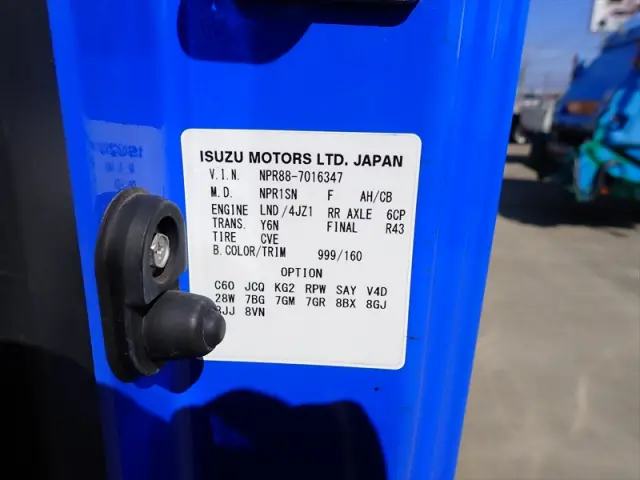 ISUZU MOTORS LTD. JAPAN
V.I.N. NPR88-7016347
M.D. NPR1SN F AH/CB
ENGINE LND/4JZ1 RR AXLE 6CP
TRANS. Y6N FINAL R43
TIRE CVE
B.COLOR/TRIM 999/160
OPTION
C60 JCQ KG2 RPW SAY V4D
28W 7BG 7GM 7GR 8BX 8GJ
8VN